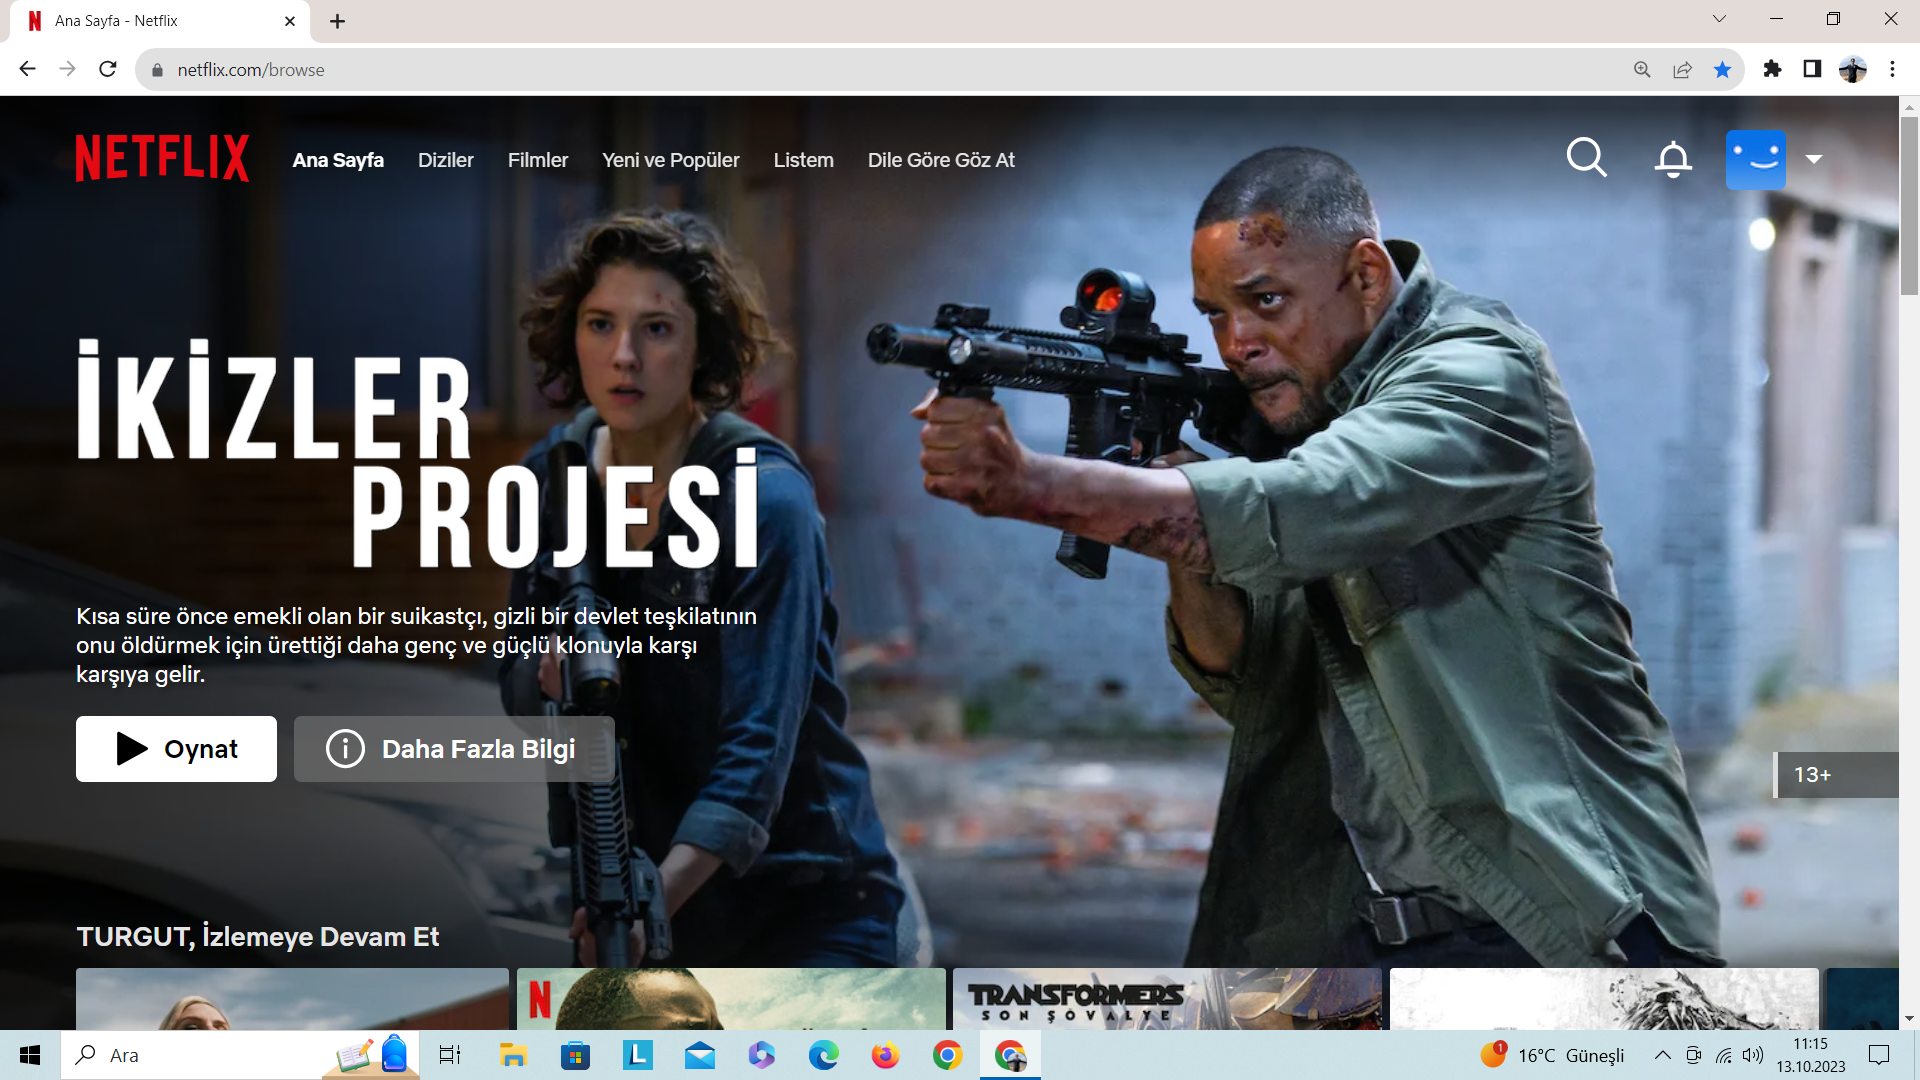 Ana Sayfa - Netflix
netflix.com/browse
NETFLIX
Ana Sayfa
Diziler
Filmler
Yeni ve Popüler
Listem
Dile Göre Göz At
İKİZLER
PROJESİ
Kısa süre önce emekli olan bir suikastçı, gizli bir devlet teşkilatının
onu öldürmek için ürettiği daha genç ve güçlü klonuyla karşı
karşıya gelir.
Oynat
Daha Fazla Bilgi
13+
TURGUT, İzlemeye Devam Et
N
TRANSFORMERS
SON ŞOVALYE
Ara
L
1
16°C Güneşli
11:15
13.10.2023